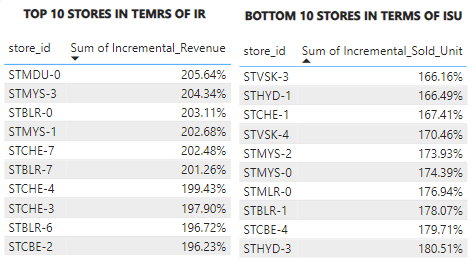 TOP 10 STORES IN TEMRS OF IR
store_id Sum of Incremental_Revenue
STMDU-0 205.64%
STMYS-3 204.34%
STBLR-0 203.11%
STMYS-1 202.68%
STCHE-7 202.48%
STBLR-7 201.26%
STCHE-4 199.43%
STCHE-3 197.90%
STBLR-6 196.72%
STCBE-2 196.23%
BOTTOM 10 STORES IN TERMS OF ISU
store_id Sum of Incremental_Sold_Unit
STVSK-3 166.16%
STHYD-1 166.49%
STCHE-1 167.41%
STVSK-4 170.46%
STMYS-2 173.93%
STMYS-0 174.39%
STMLR-0 176.94%
STBLR-1 178.07%
STCBE-4 179.71%
STHYD-3 180.51%